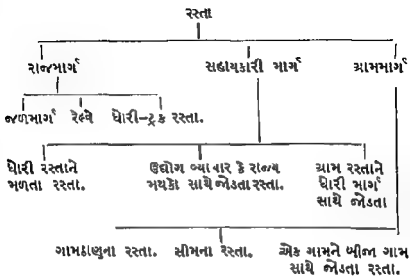 રસ્તા
રાજમાર્ગ સહાયકારી માર્ગ ગ્રામમાર્ગ
જળમાર્ગ રેલ્વે ધોરી-ટ્રક રસ્તા.
ધોરી રસ્તાને ઉદ્યોગ વ્યાપાર કે રાજ્ય ગ્રામ રસ્તાને
મળતા રસ્તા. મથકો સાથે જોડતા રસ્તા. ધોરી માર્ગ
સાથે જોડતા
ગામઠાણુના રસ્તા. સીમના રસ્તા. એક ગામને બીજા ગામ
સાથે જોડતા રસ્તા.